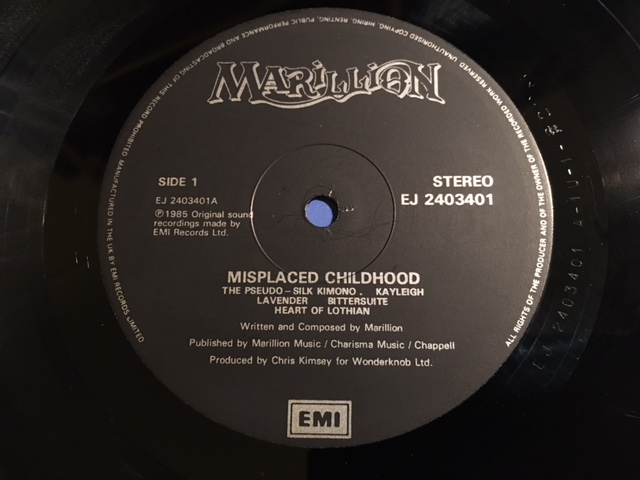 MARILLION
SIDE 1
EJ 2403401A
℗ 1985 Original sound
recordings made by
EMI Records Ltd.
STEREO
EJ 2403401
MISPLACED CHILDHOOD
THE PSEUDO – SILK KIMONO . KAYLEIGH
LAVENDER BITTERSUITE
HEART OF LOTHIAN
Written and Composed by Marillion
Published by Marillion Music / Charisma Music / Chappell
Produced by Chris Kimsey for Wonderknob Ltd.
EMI
ALL RIGHTS OF THE PRODUCER AND OF THE OWNER OF THE RECORDED WORK RESERVED. UNAUTHORISED COPYING, HIRING, RENTING, PUBLIC PERFORMANCE AND BROADCASTING OF THIS RECORD PROHIBITED. MANUFACTURED IN THE UK BY EMI RECORDS LIMITED
EJ 2403401 A-1U-1-